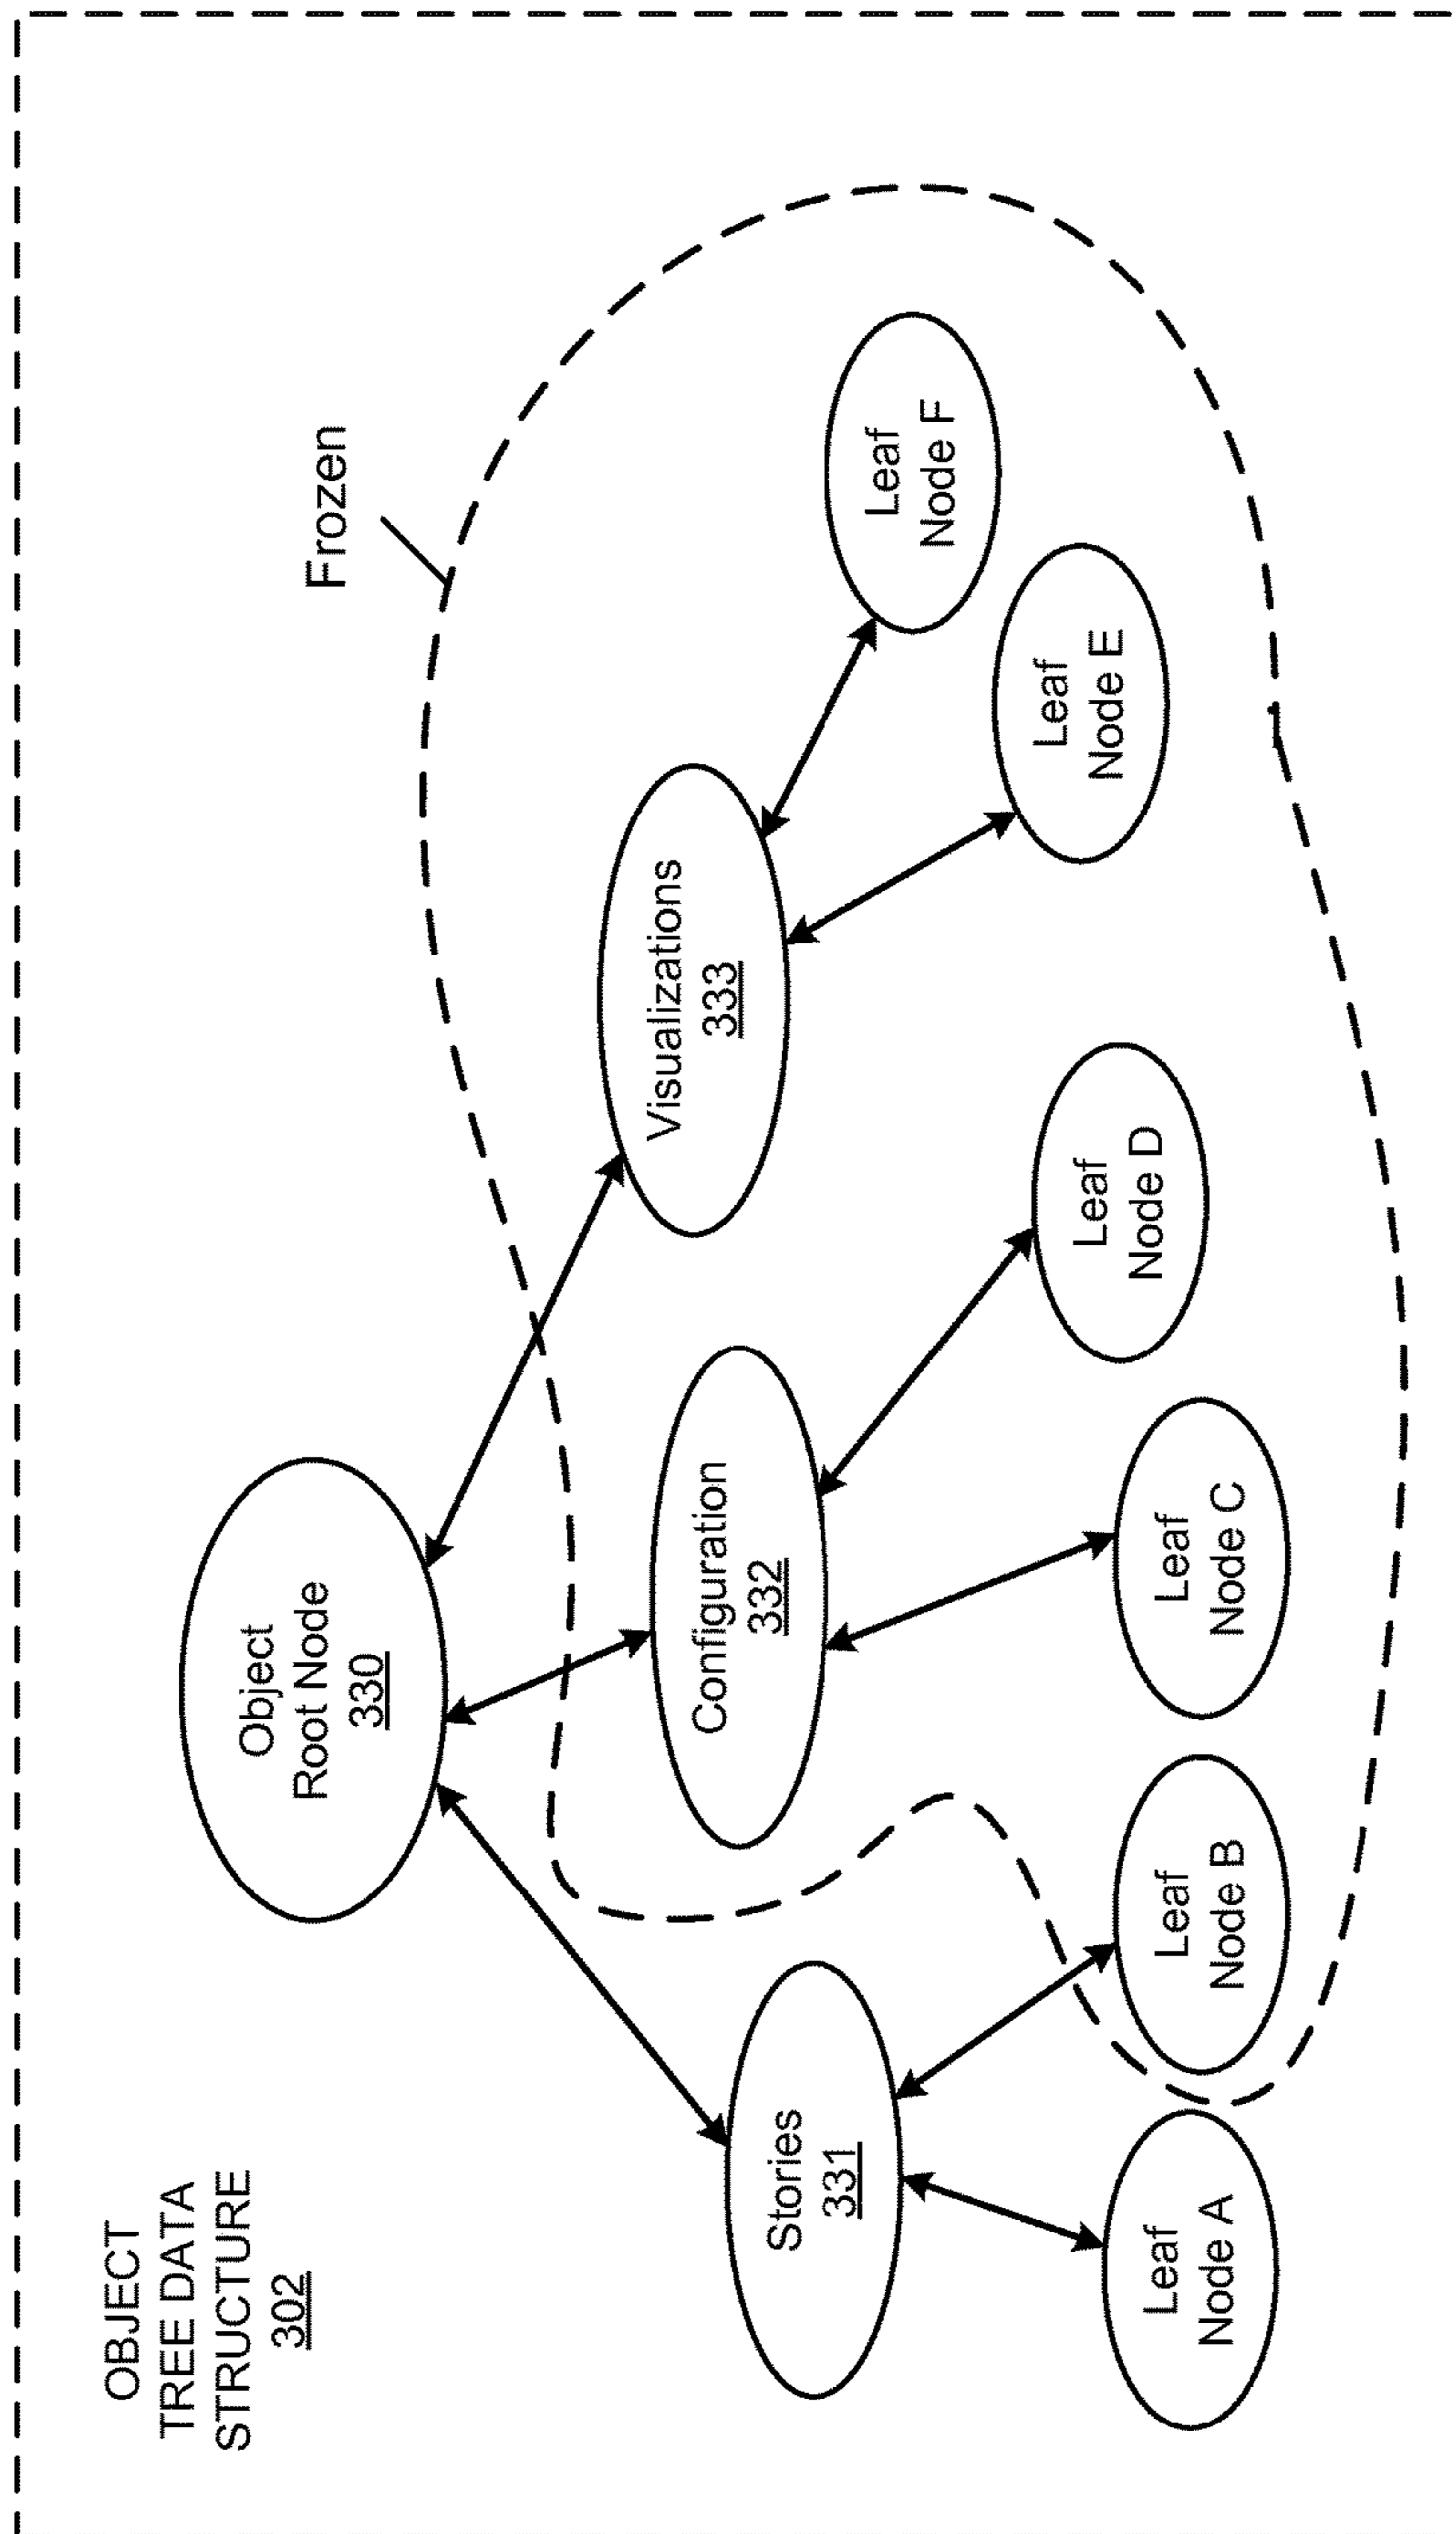 OBJECT
TREE DATA
STRUCTURE
302
Object
Root Node
330
Frozen
Stories
331
Configuration
332
Visualizations
333
Leaf
Node A
Leaf
Node B
Leaf
Node C
Leaf
Node D
Leaf
Node E
Leaf
Node F